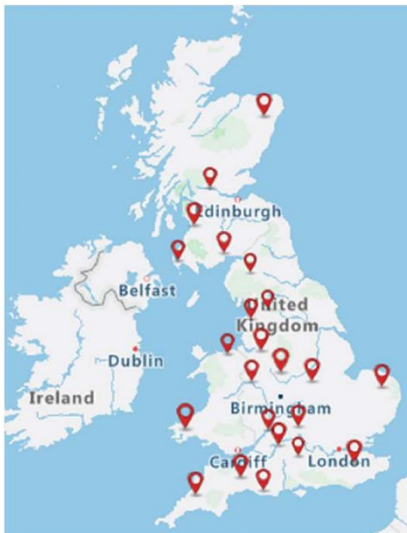 Edinburgh
Belfast
United
Kingdom
Dublin
Ireland
Birmingham
Cardiff
London